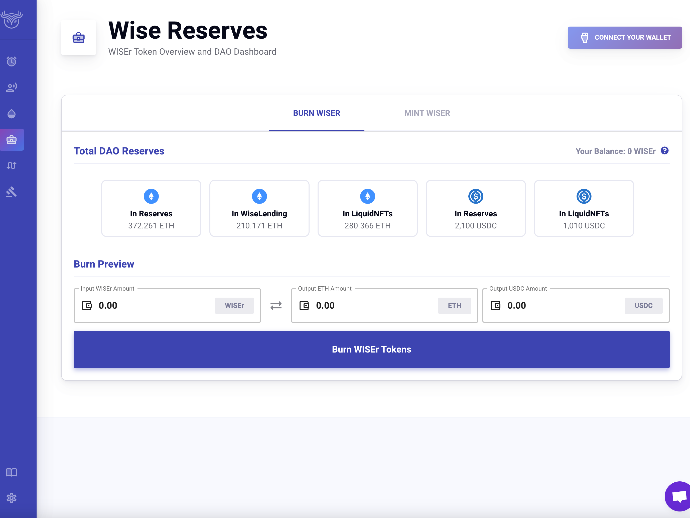 Wise Reserves
WISEr Token Overview and DAO Dashboard
CONNECT YOUR WALLET
BURN WISER
MINT WISER
Total DAO Reserves
Your Balance: 0 WISEr
In Reserves
372.261 ETH
In WiseLending
210.171 ETH
In LiquidNFTs
280.366 ETH
In Reserves
2,100 USDC
In LiquidNFTs
1,010 USDC
Burn Preview
Input WISEr Amount
0.00
WISEr
Output ETH Amount
0.00
ETH
Output USDC Amount
0.00
USDC
Burn WISEr Tokens